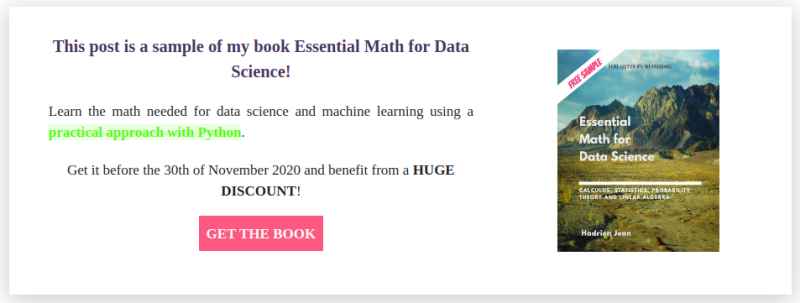 This post is a sample of my book Essential Math for Data
Science!
Learn the math needed for data science and machine learning using a
practical approach with Python.
Get it before the 30th of November 2020 and benefit from a HUGE
DISCOUNT!
GET THE BOOK
FREE SAMPLE
PUBLISHING
Essential
Math for
Data Science
CALCULUS, STATISTICS, PROBABILITY
THEORY AND LINEAR ALGEBRA
Hadrien Jean